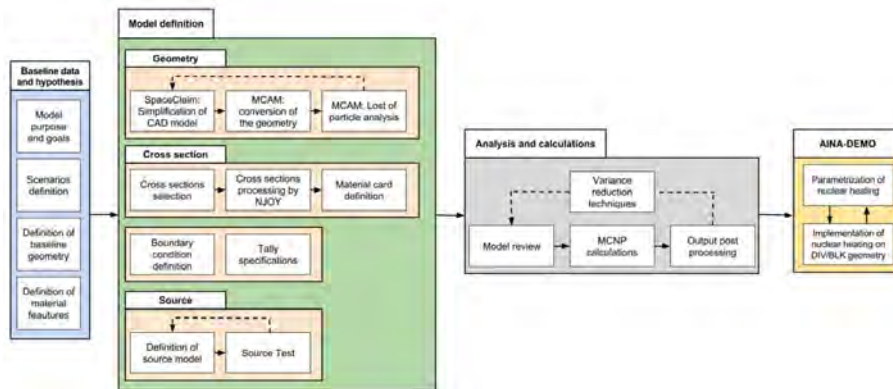 Baseline data
and hypothesis
Model
purpose
and goals
Scenarios
definition
Definition of
baseline
geometry
Definition of
material
feautures
Model definition
Geometry
SpaceClaim:
Simplification of
CAD model
MCAM:
conversion of
the geometry
MCAM: Lost of
particle analysis
Cross section
Cross sections
selection
Cross sections
processing by
NJOY
Material card
definition
Boundary
condition
definition
Tally
specifications
Source
Definition of
source model
Source Test
Analysis and calculations
Variance
reduction
techniques
Model review
MCNP
calculations
Output post
processing
AINA-DEMO
Parametrization of
nuclear heating
Implementation of
nuclear heating on
DIV/BLK geometry